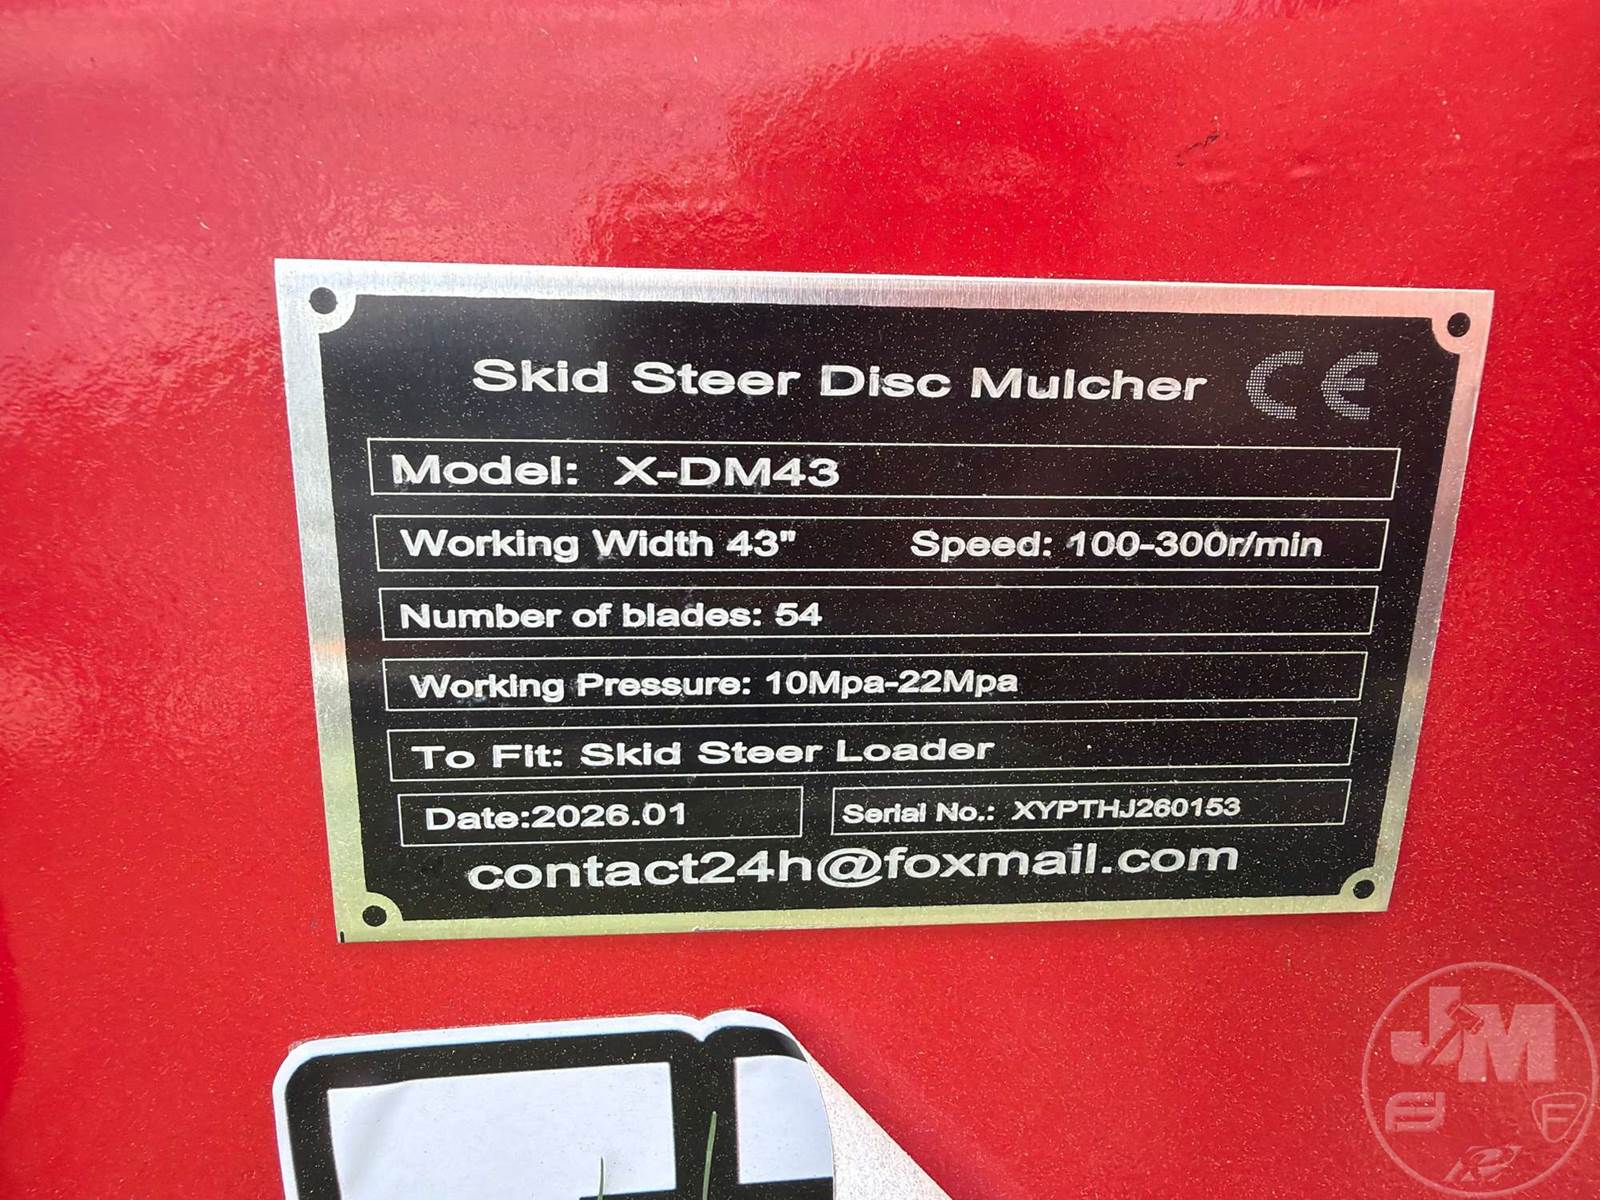 Skid Steer Disc Mulcher CE
Model: X-DM43
Working Width 43" Speed: 100-300r/min
Number of blades: 54
Working Pressure: 10Mpa-22Mpa
To Fit: Skid Steer Loader
Date:2026.01 Serial No.: XYPTHJ260153
contact24h@foxmail.com
JM